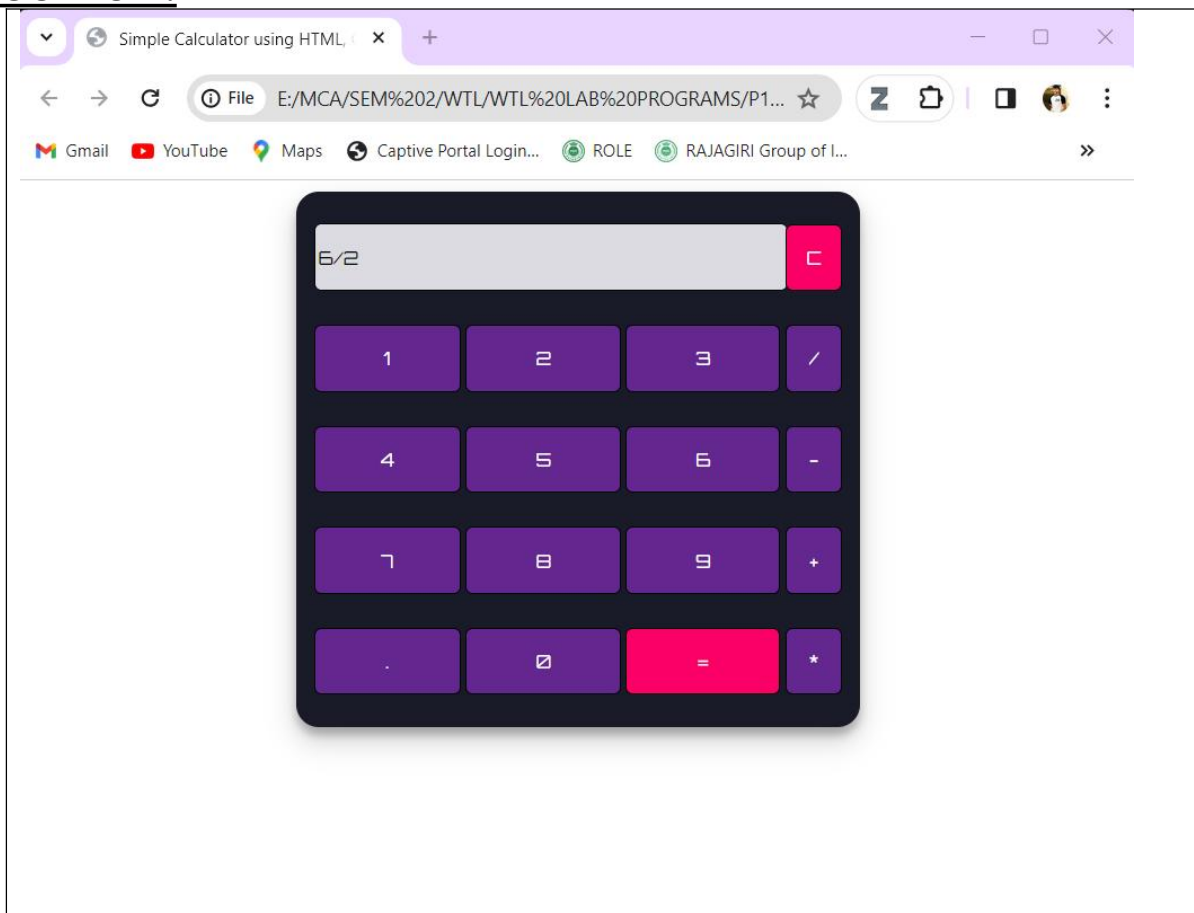 Simple Calculator using HTML,
File E:/MCA/SEM%202/WTL/WTL%20LAB%20PROGRAMS/P1... Z
Gmail YouTube Maps Captive Portal Login... ROLE RAJAGIRI Group of I... »
6/2 C
1 2 3 /
4 5 6 -
7 8 9 +
. 0 = *